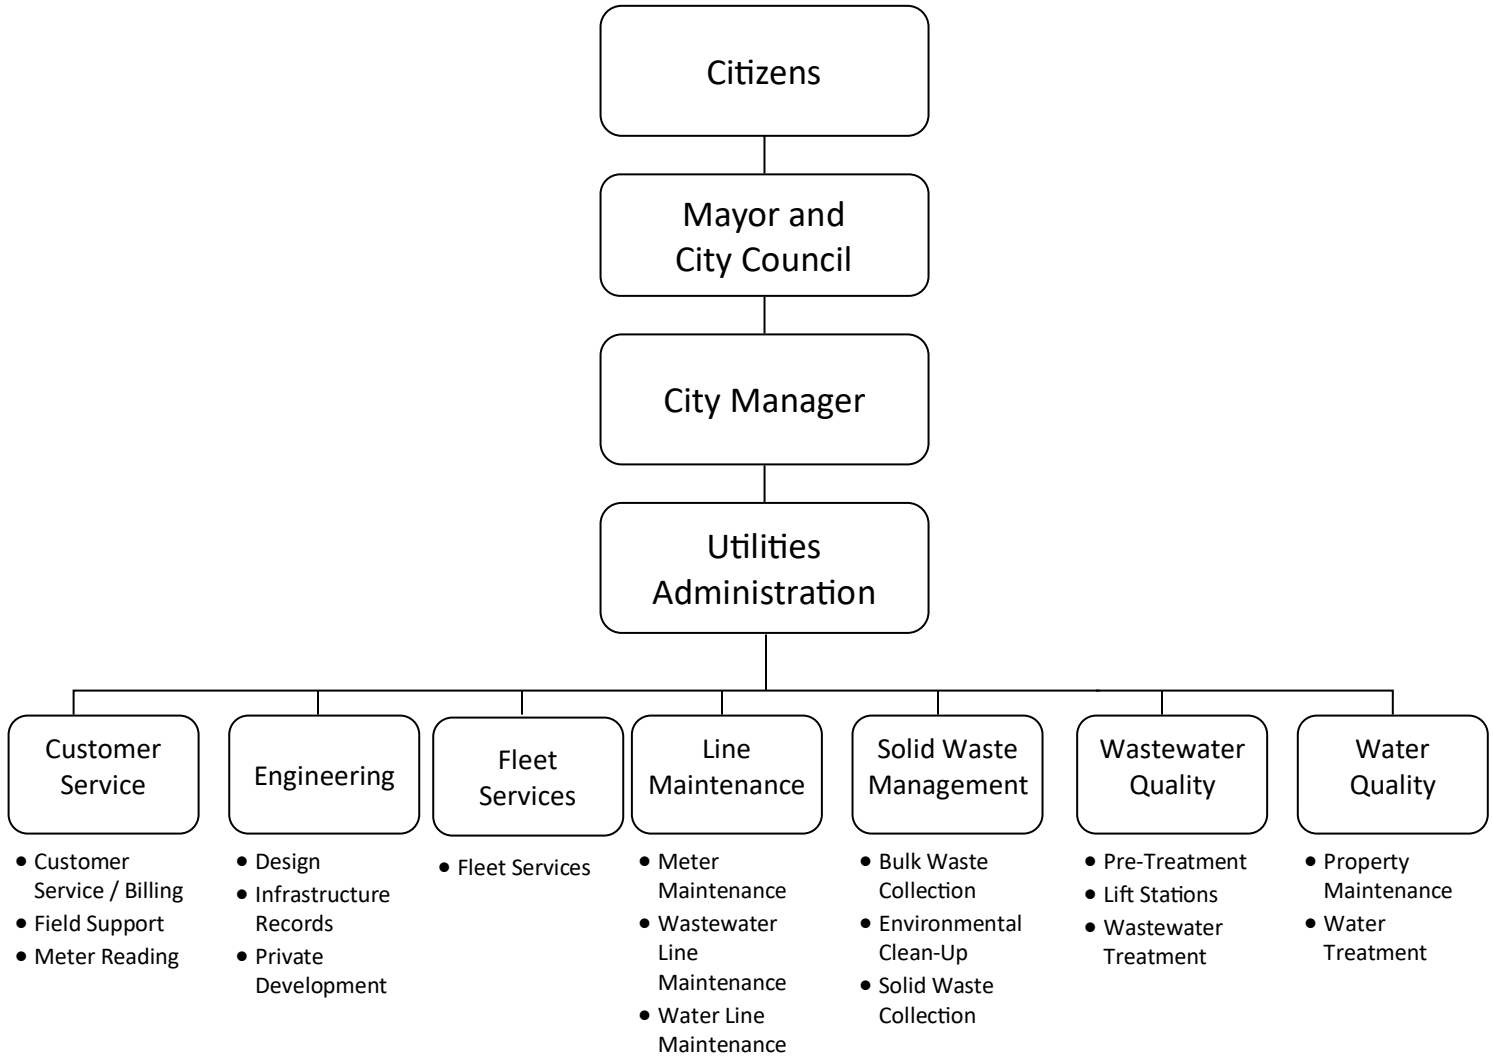 Citizens
Mayor and
City Council
City Manager
Utilities
Administration
Customer
Service
Engineering
Fleet
Services
Line
Maintenance
Solid Waste
Management
Wastewater
Quality
Water
Quality
• Customer
Service / Billing
• Field Support
• Meter Reading
• Design
• Infrastructure
Records
• Private
Development
• Fleet Services
• Meter
Maintenance
• Wastewater
Line
Maintenance
• Water Line
Maintenance
• Bulk Waste
Collection
• Environmental
Clean-Up
• Solid Waste
Collection
• Pre-Treatment
• Lift Stations
• Wastewater
Treatment
• Property
Maintenance
• Water
Treatment